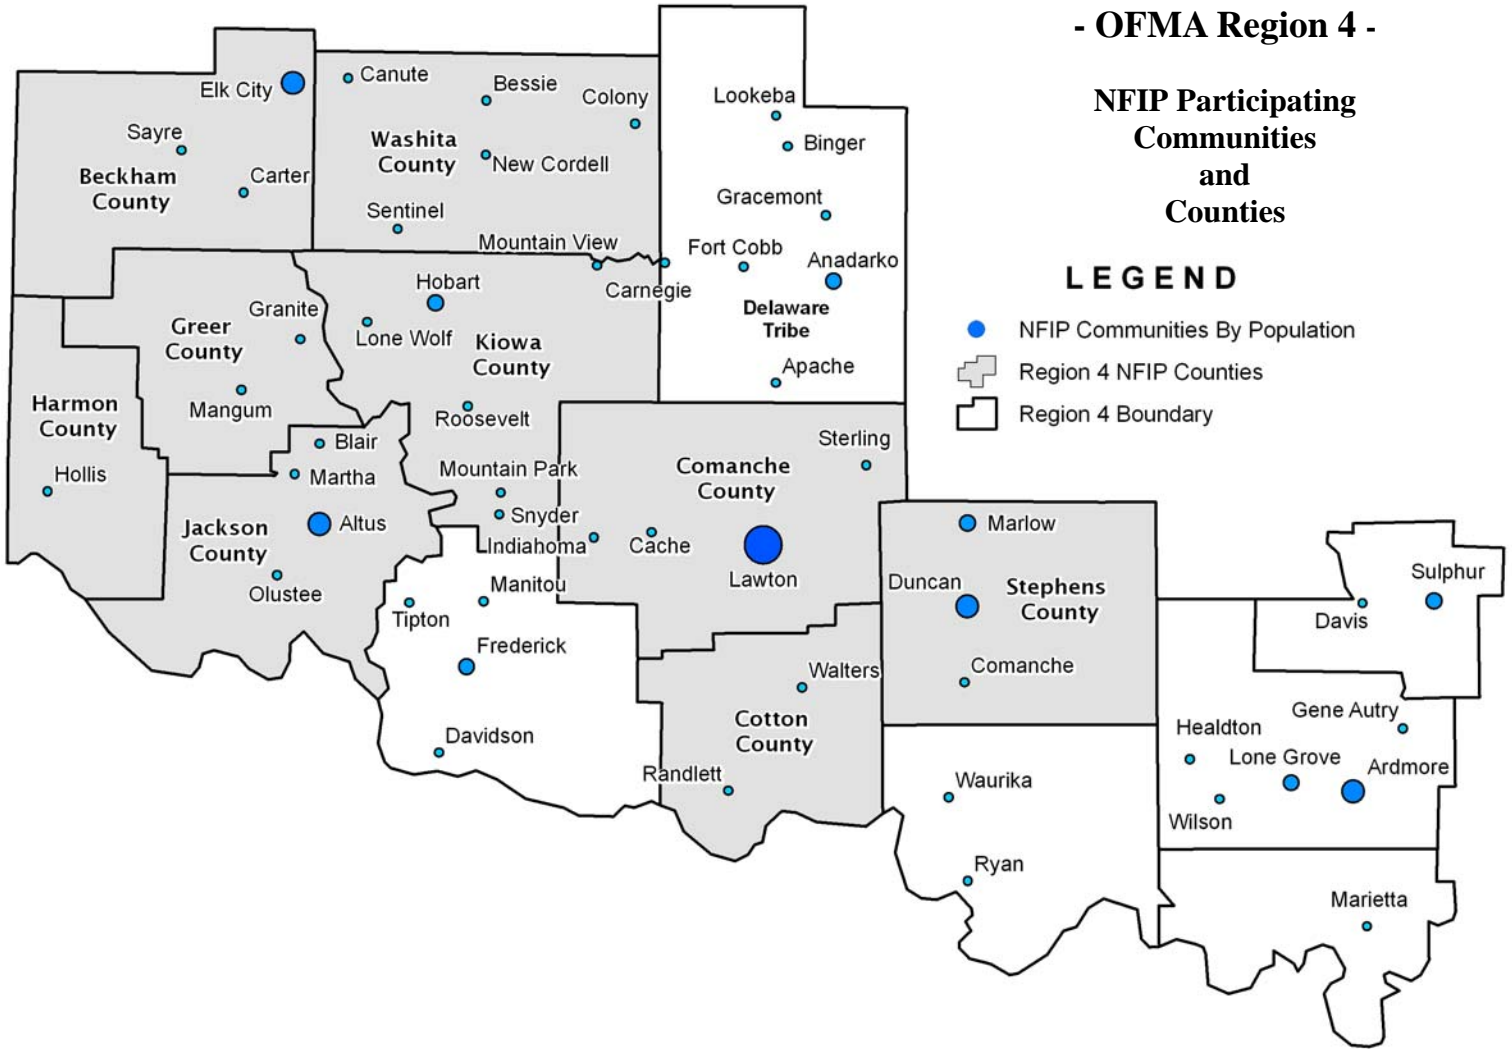 - OFMA Region 4 -
NFIP Participating
Communities
and
Counties
LEGEND
NFIP Communities By Population
Region 4 NFIP Counties
Region 4 Boundary
Elk City
Sayre
Carter
Beckham
County
Canute
Bessie
Colony
Washita
County
New Cordell
Sentinel
Mountain View
Lookeba
Binger
Gracemont
Fort Cobb
Anadarko
Carnegie
Delaware
Tribe
Apache
Hobart
Granite
Lone Wolf
Greer
County
Kiowa
County
Mangum
Roosevelt
Harmon
County
Hollis
Blair
Martha
Mountain Park
Snyder
Jackson
County
Altus
Olustee
Sterling
Comanche
County
Indiahoma
Cache
Lawton
Manitou
Tipton
Frederick
Davidson
Marlow
Duncan
Stephens
County
Comanche
Walters
Cotton
County
Randlett
Waurika
Ryan
Sulphur
Davis
Gene Autry
Healdton
Lone Grove
Ardmore
Wilson
Marietta